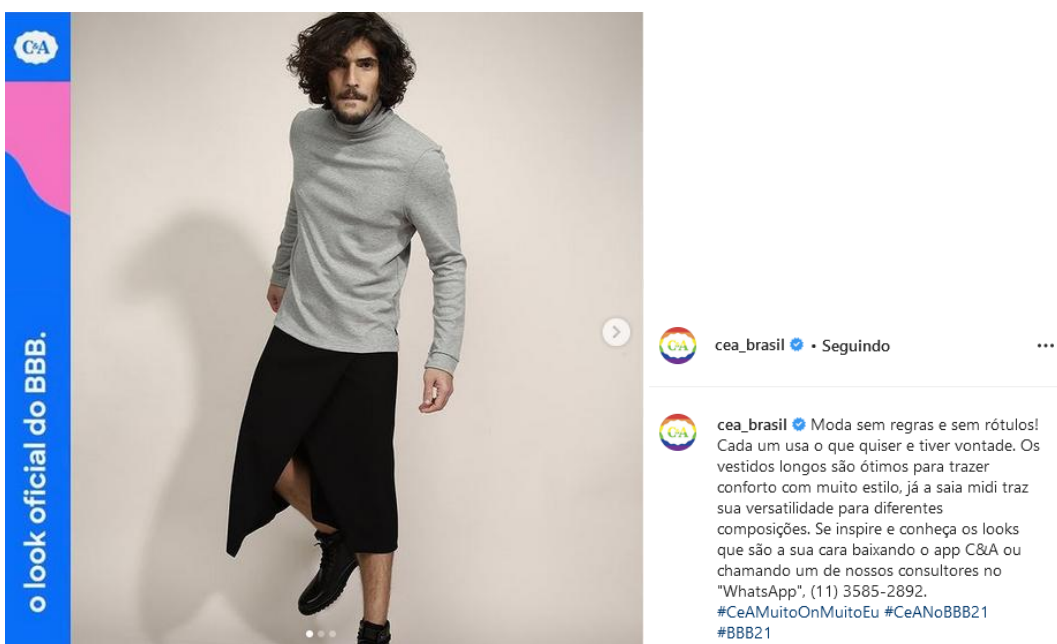 C&A
o look oficial do BBB.
cea_brasil • Seguindo
C&A
cea_brasil Moda sem regras e sem rótulos!
Cada um usa o que quiser e tiver vontade. Os
vestidos longos são ótimos para trazer
conforto com muito estilo, já a saia midi traz
sua versatilidade para diferentes
composições. Se inspire e conheça os looks
que são a sua cara baixando o app C&A ou
chamando um de nossos consultores no
"WhatsApp", (11) 3585-2892.
#CeAMuitoOnMuitoEu #CeANoBBB21
#BBB21